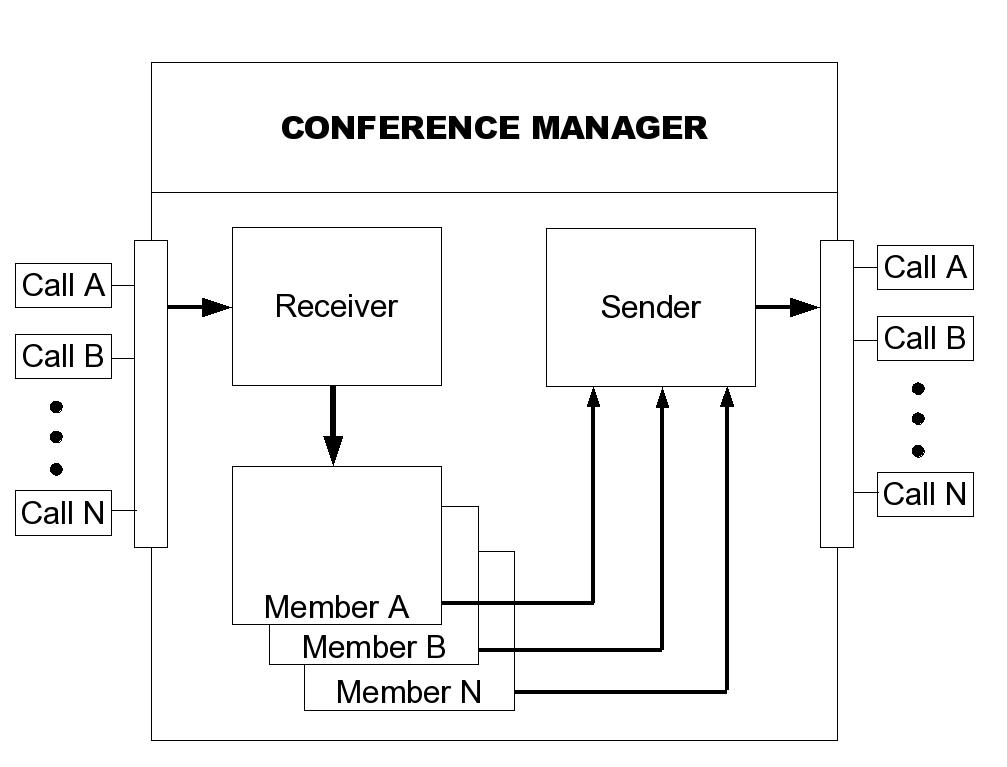 CONFERENCE MANAGER
Call A
Call B
Call N
Receiver
Sender
Call A
Call B
Call N
Member A
Member B
Member N